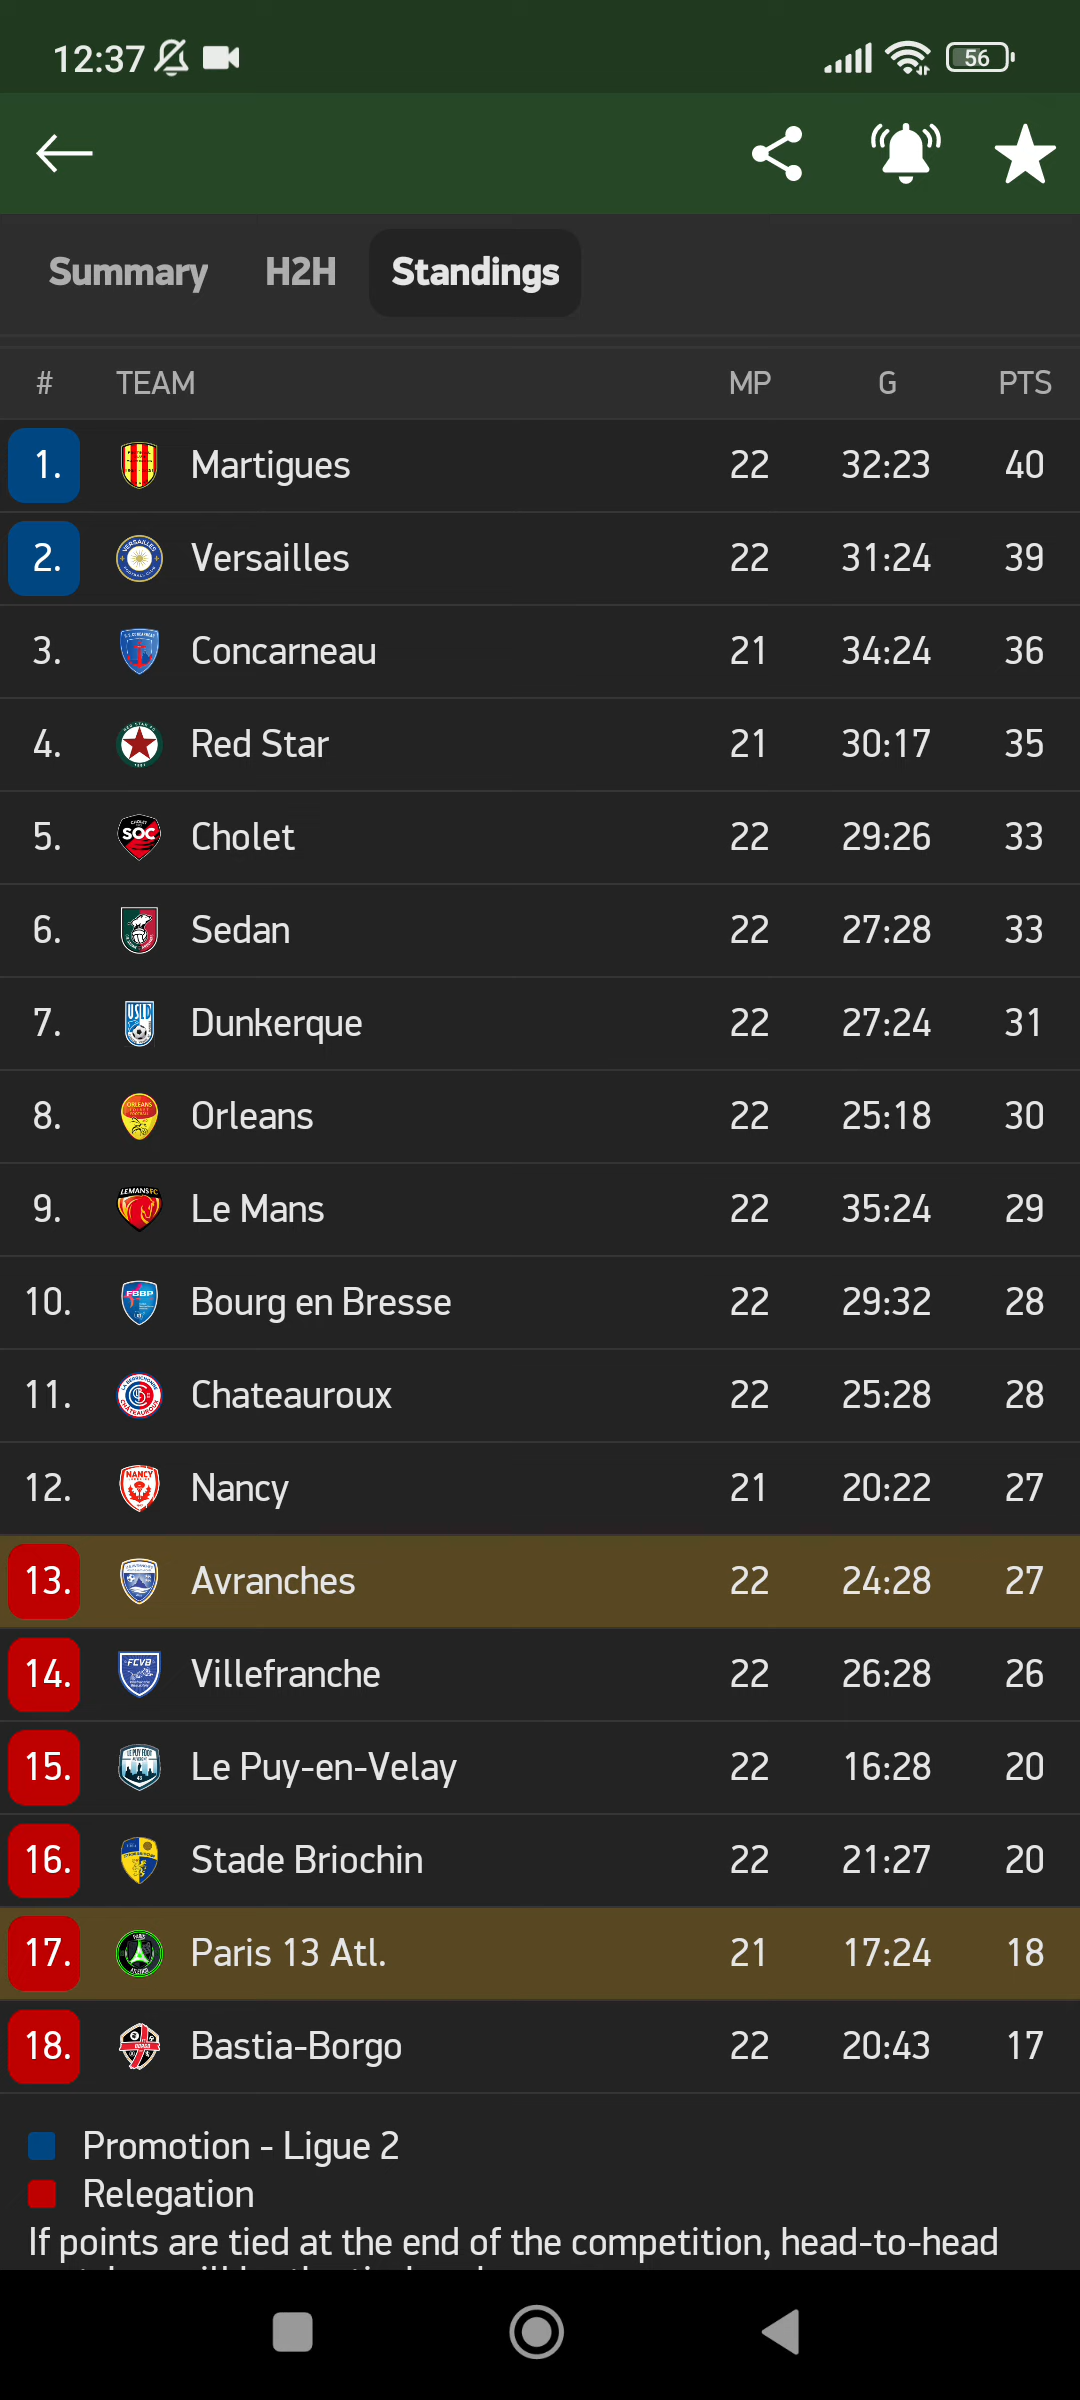 12:37 56
Summary H2H Standings
# TEAM MP G PTS
1. Martigues 22 32:23 40
2. Versailles 22 31:24 39
3. Concarneau 21 34:24 36
4. Red Star 21 30:17 35
5. Cholet 22 29:26 33
6. Sedan 22 27:28 33
7. Dunkerque 22 27:24 31
8. Orleans 22 25:18 30
9. Le Mans 22 35:24 29
10. Bourg en Bresse 22 29:32 28
11. Chateauroux 22 25:28 28
12. Nancy 21 20:22 27
13. Avranches 22 24:28 27
14. Villefranche 22 26:28 26
15. Le Puy-en-Velay 22 16:28 20
16. Stade Briochin 22 21:27 20
17. Paris 13 Atl. 21 17:24 18
18. Bastia-Borgo 22 20:43 17
Promotion - Ligue 2
Relegation
If points are tied at the end of the competition, head-to-head